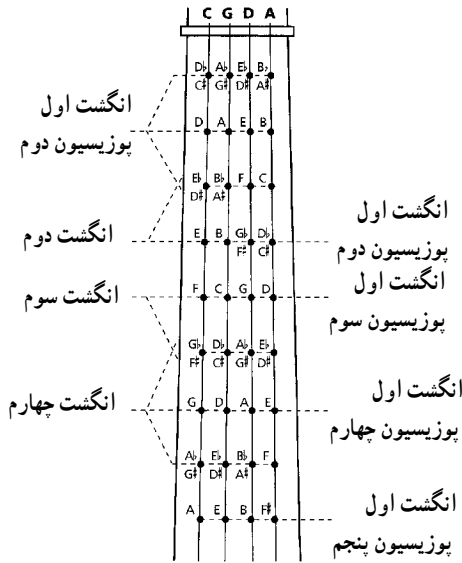 C G D A
D♭ A♭ E♭ B♭
C# G# D# A#
انگشت اول
پوزیسیون دوم
D A E B
E♭ B♭ F C
D# A#
انگشت دوم
E B G♭ D♭
F# C#
انگشت اول
پوزیسیون دوم
انگشت سوم
F C G D
انگشت اول
پوزیسیون سوم
G♭ D♭ A♭ E♭
F# C# G# D#
انگشت چهارم
G D A E
انگشت اول
پوزیسیون چهارم
A♭ E♭ B♭ F
G# D# A#
A E B F#
انگشت اول
پوزیسیون پنجم